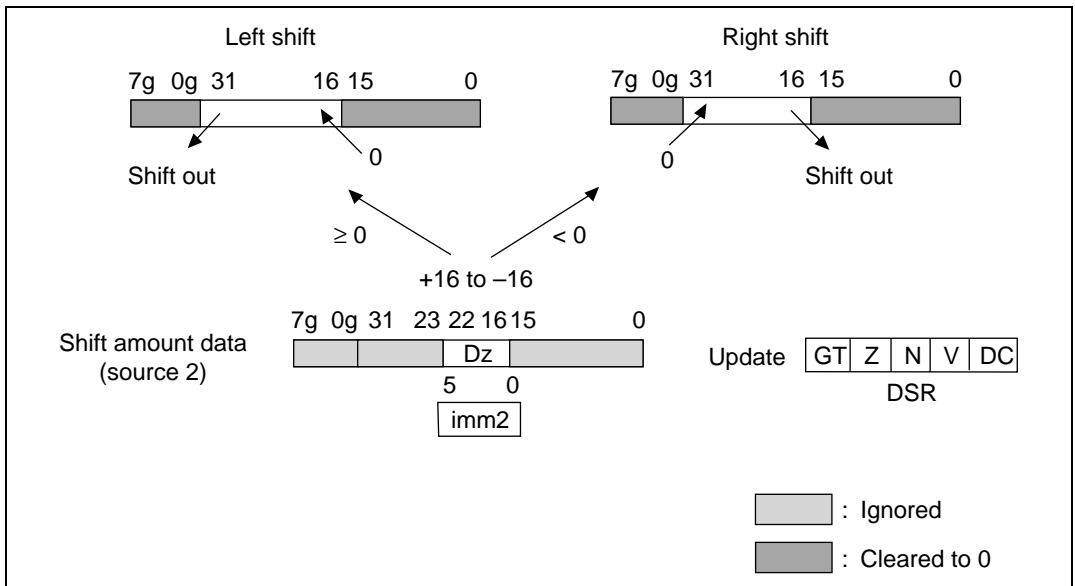 Left shift
Right shift
7g 0g 31 16 15 0
7g 0g 31 16 15 0
0
0
Shift out
Shift out
≥ 0
< 0
+16 to –16
7g 0g 31 23 22 16 15 0
Shift amount data
(source 2)
Dz
5 0
imm2
Update
GT Z N V DC
DSR
: Ignored
: Cleared to 0